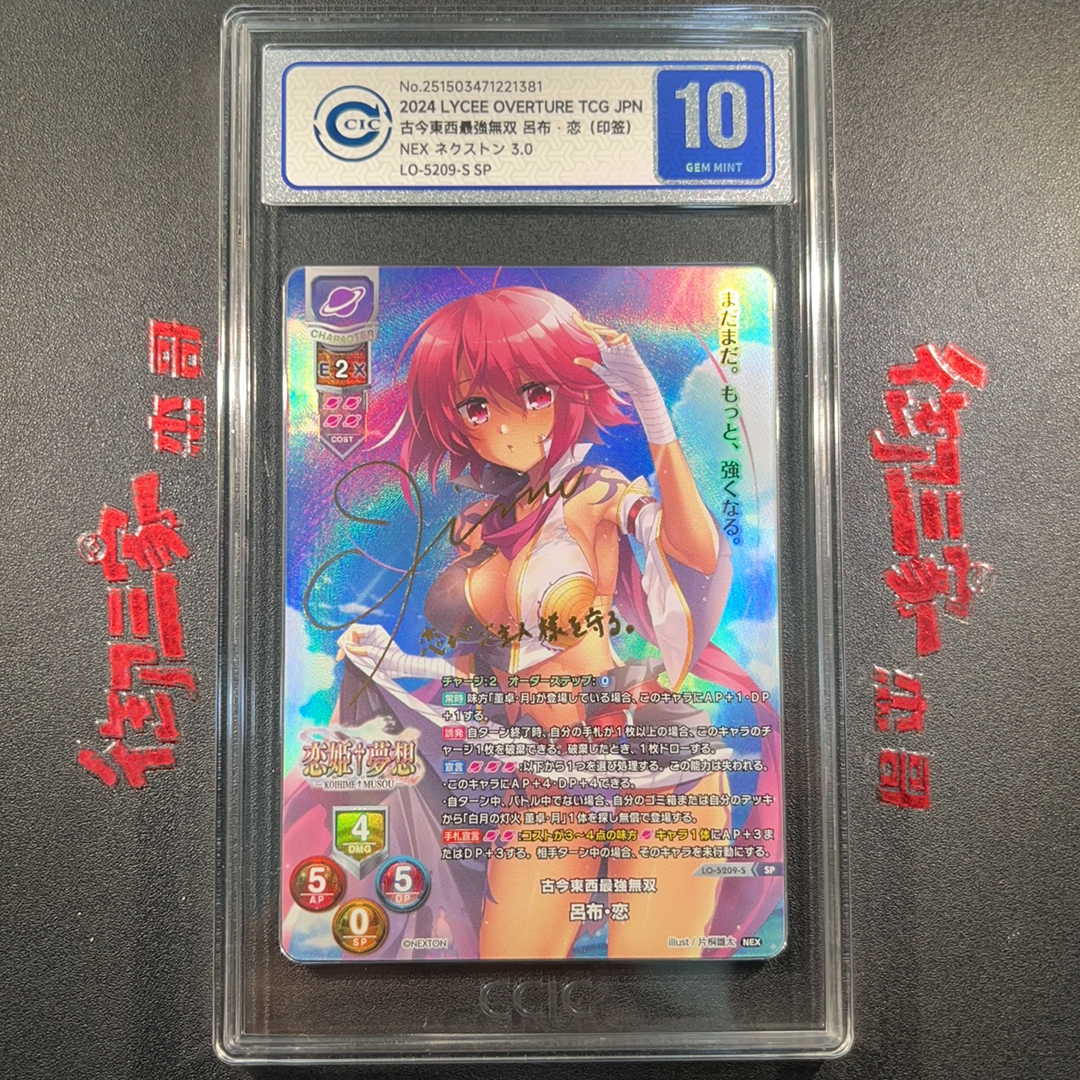 No.251503471221381
2024 LYCEE OVERTURE TCG JPN
古今東西最強無双 呂布・恋（印签）
NEX ネクストン 3.0
LO-5209-S SP
CCIC
10
GEM MINT
CHARACTER
E 2 X
COST
まだまだ。もっと、強くなる。
チャージ:2 オーダーステップ:0
常時 味方「董卓・月」が登場している場合、このキャラにAP+1・DP
+1する。
誘発 自ターン終了時、自分の手札が1枚以上の場合、このキャラのチ
ャージ1枚を破棄できる。破棄したとき、1枚ドローする。
宣言 :以下から1つを選び処理する。この能力は失われる。
・このキャラにAP+4・DP+4できる。
・自ターン中、バトル中でない場合、自分のゴミ箱または自分のデッキ
から「白月の灯火 董卓・月」1体を探し無償で登場する。
手札宣言 :コストが3~4点の味方 キャラ1体にAP+3ま
たはDP+3する。相手ターン中の場合、そのキャラを未行動にする。
恋姫†夢想
KOIHIME†MUSOU
4
DMG
5
AP
5
DP
0
SP
LO-5209-S SP
古今東西最強無双
呂布・恋
©NEXTON
illust / 片桐雛太 NEX
CCIC